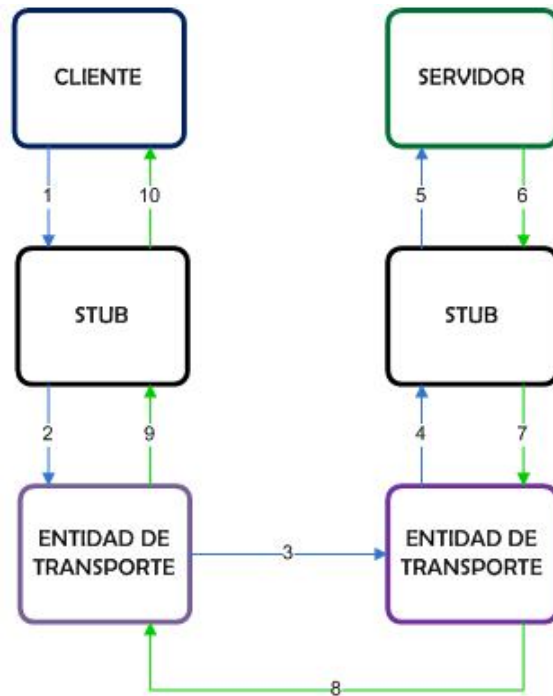 CLIENTE
SERVIDOR
1
10
5
6
STUB
STUB
2
9
4
7
ENTIDAD DE
TRANSPORTE
3
ENTIDAD DE
TRANSPORTE
8